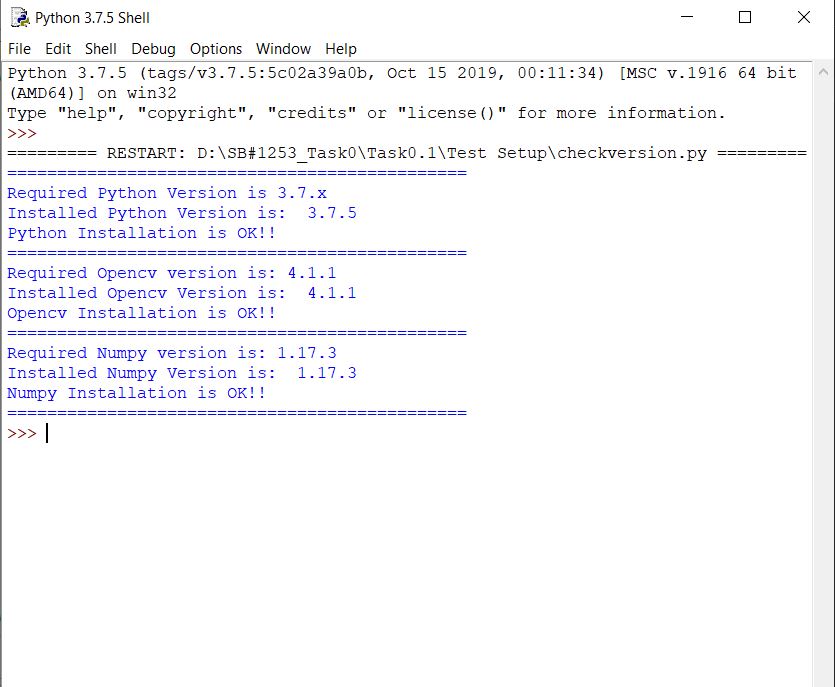 Python 3.7.5 Shell
File Edit Shell Debug Options Window Help
Python 3.7.5 (tags/v3.7.5:5c02a39a0b, Oct 15 2019, 00:11:34) [MSC v.1916 64 bit
(AMD64)] on win32
Type "help", "copyright", "credits" or "license()" for more information.
>>>
========= RESTART: D:\SB#1253_Task0\Task0.1\Test Setup\checkversion.py =========
==============================================
Required Python Version is 3.7.x
Installed Python Version is:  3.7.5
Python Installation is OK!!
==============================================
Required Opencv version is: 4.1.1
Installed Opencv Version is:  4.1.1
Opencv Installation is OK!!
==============================================
Required Numpy version is: 1.17.3
Installed Numpy Version is:  1.17.3
Numpy Installation is OK!!
==============================================
>>>